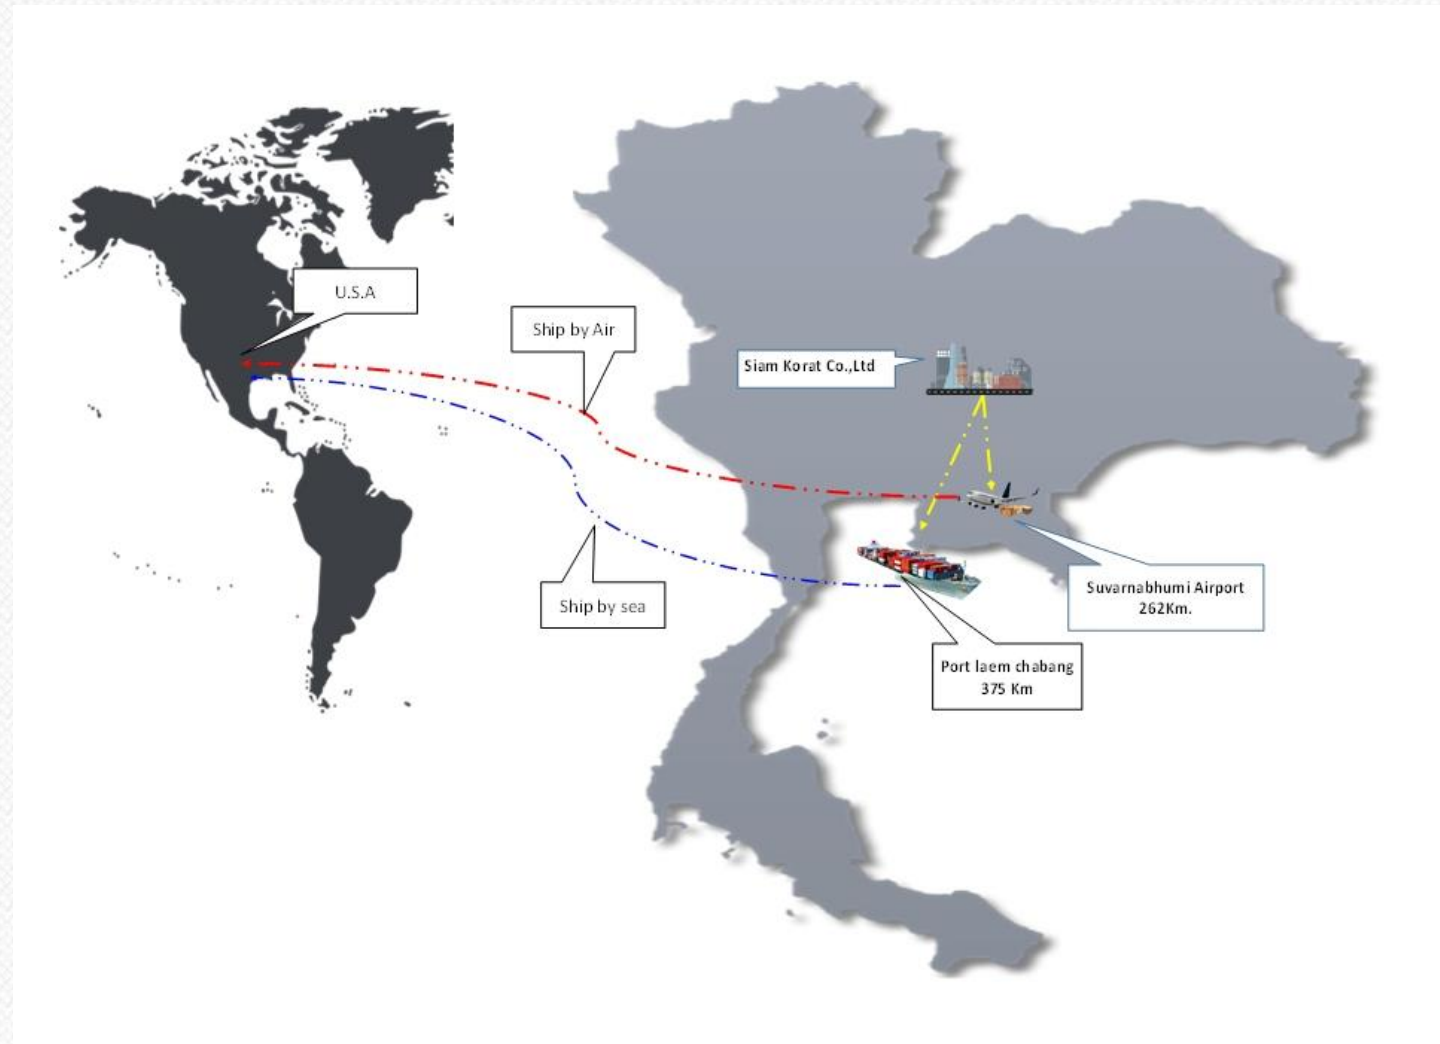 U.S.A
Ship by Air
Siam Korat Co.,Ltd
Suvarnabhumi Airport
262Km.
Ship by sea
Port laem chabang
375 Km